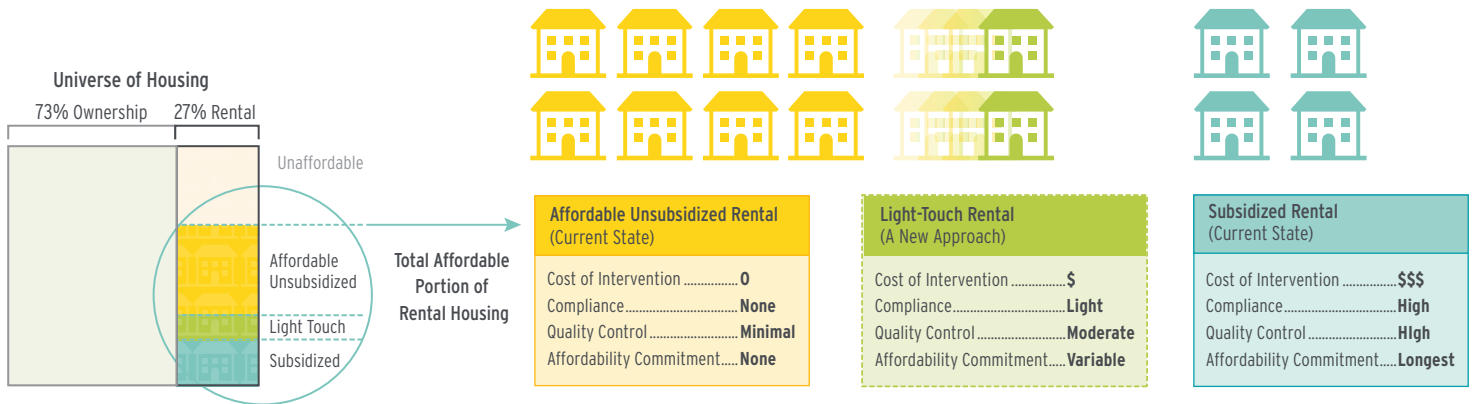 Universe of Housing
73% Ownership
27% Rental
Unaffordable
Affordable
Unsubsidized
Light Touch
Subsidized
Total Affordable
Portion of
Rental Housing
Affordable Unsubsidized Rental
(Current State)
Cost of Intervention ................ 0
Compliance ......................... None
Quality Control .................... Minimal
Affordability Commitment.... None
Light-Touch Rental
(A New Approach)
Cost of Intervention ................ $
Compliance ......................... Light
Quality Control .................... Moderate
Affordability Commitment..... Variable
Subsidized Rental
(Current State)
Cost of Intervention ................ $$$
Compliance ......................... High
Quality Control .................... HIgh
Affordability Commitment..... Longest